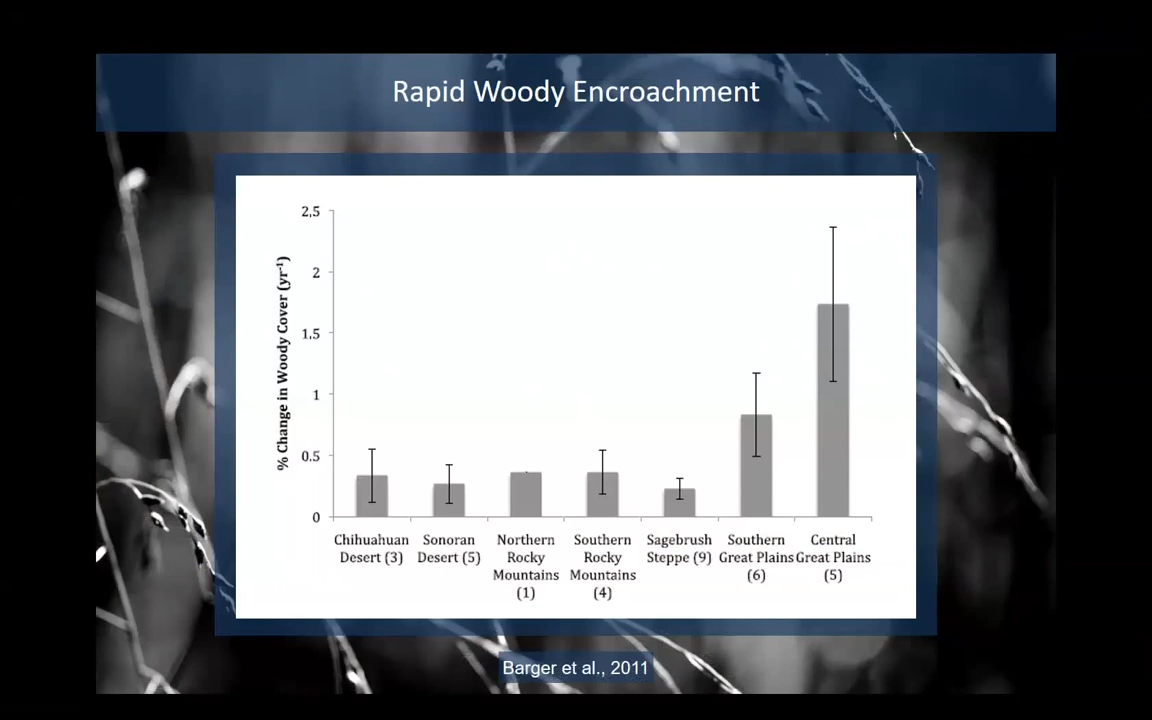 Rapid Woody Encroachment
% Change in Woody Cover (yr-1)
2,5
2
1,5
1
0.5
0
Chihuahuan
Desert (3)
Sonoran
Desert (5)
Northern
Rocky
Mountains
(1)
Southern
Rocky
Mountains
(4)
Sagebrush
Steppe (9)
Southern
Great Plains
(6)
Central
Great Plains
(5)
Barger et al., 2011